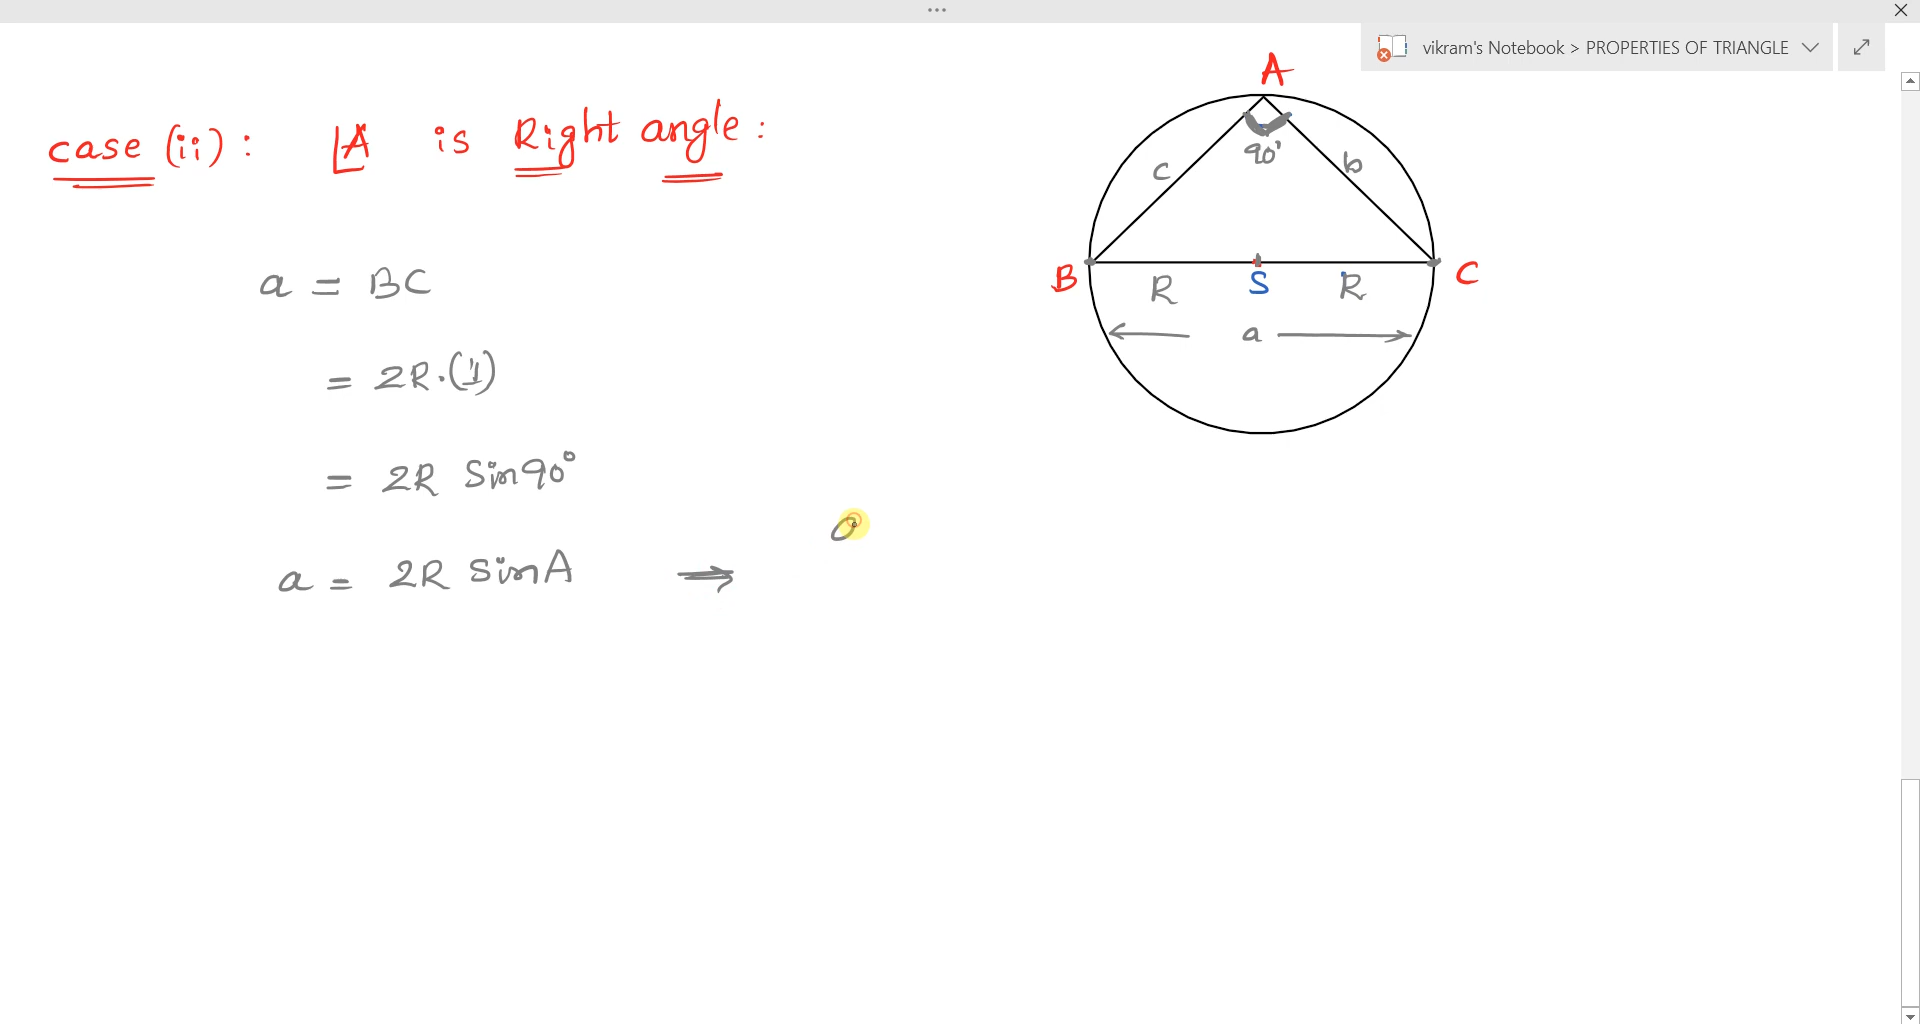 vikram's Notebook > PROPERTIES OF TRIANGLE
case (ii): ∠A is Right angle:
a = BC
= 2R.(1)
= 2R Sin90°
a = 2R sinA ⇒
A
90°
c
b
B
R
S
R
C
a